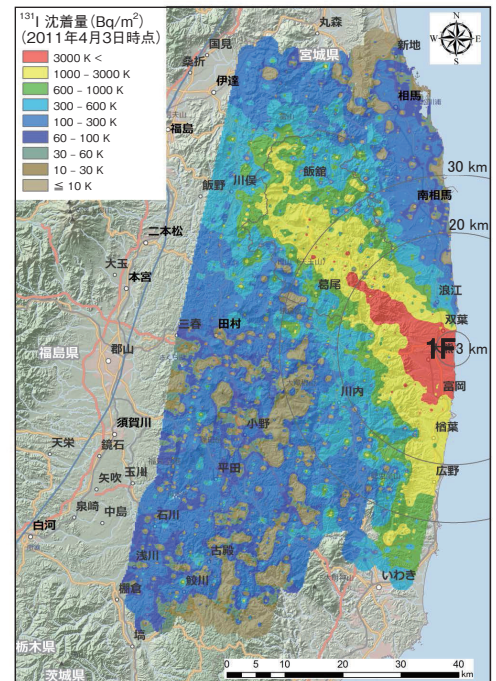 ¹³¹I 沈着量(Bq/m²)
(2011年4月3日時点)
3000 K <
1000 - 3000 K
600 - 1000 K
300 - 600 K
100 - 300 K
60 - 100 K
30 - 60 K
10 - 30 K
≦ 10 K
N
W E
S
丸森
国見
宮城県
新地
桑折
伊達
相馬
福島
飯舘
30 km
飯野
川俣
南相馬
20 km
二本松
大玉
葛尾
浪江
本宮
双葉
三春
田村
1F
3 km
福島県
郡山
富岡
川内
須賀川
小野
楢葉
天栄
鏡石
平田
広野
矢吹
玉川
泉崎
中島
石川
白河
古殿
浅川
いわき
鮫川
棚倉
塙
栃木県
茨城県
0 5 10 20 30 40
km